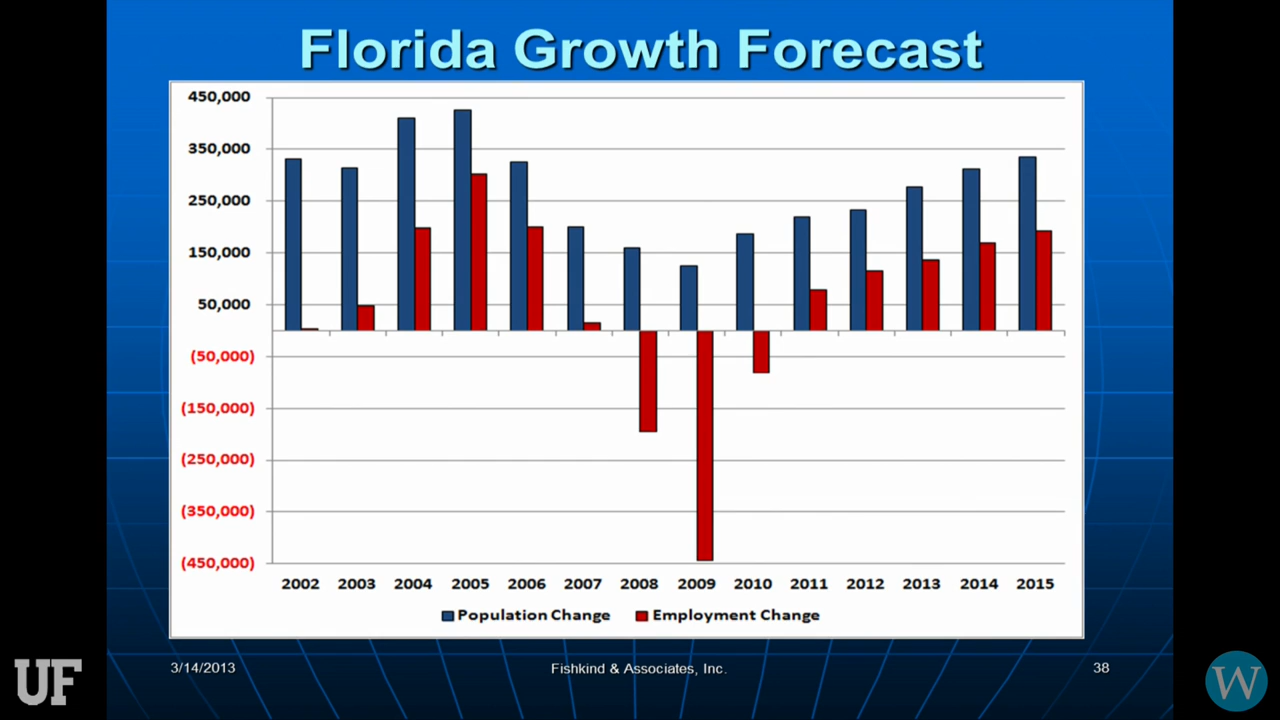 Florida Growth Forecast
450,000
350,000
250,000
150,000
50,000
(50,000)
(150,000)
(250,000)
(350,000)
(450,000)
2002 2003 2004 2005 2006 2007 2008 2009 2010 2011 2012 2013 2014 2015
Population Change Employment Change
3/14/2013 Fishkind & Associates, Inc. 38
UF W